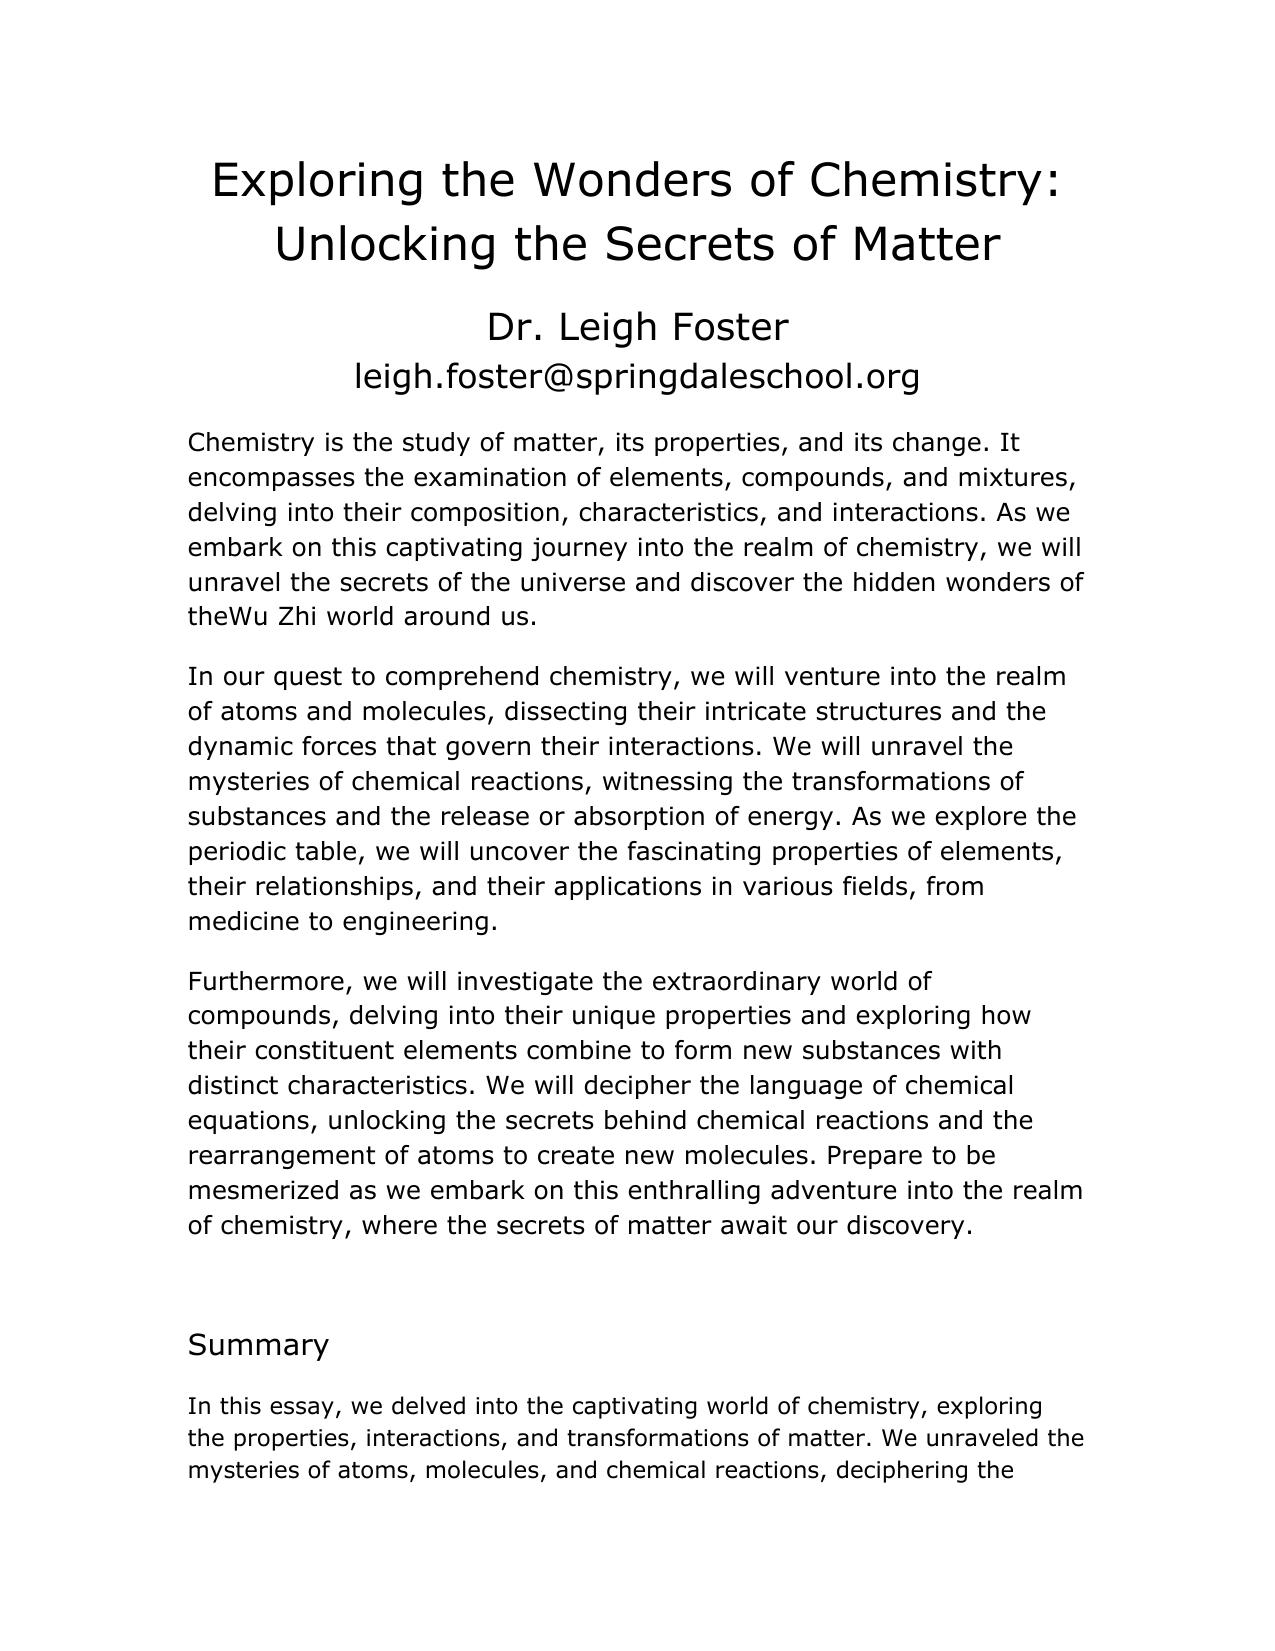 Exploring the Wonders of Chemistry:
Unlocking the Secrets of Matter
Dr. Leigh Foster
leigh.foster@springdaleschool.org
Chemistry is the study of matter, its properties, and its change. It
encompasses the examination of elements, compounds, and mixtures,
delving into their composition, characteristics, and interactions. As we
embark on this captivating journey into the realm of chemistry, we will
unravel the secrets of the universe and discover the hidden wonders of
theWu Zhi world around us.
In our quest to comprehend chemistry, we will venture into the realm
of atoms and molecules, dissecting their intricate structures and the
dynamic forces that govern their interactions. We will unravel the
mysteries of chemical reactions, witnessing the transformations of
substances and the release or absorption of energy. As we explore the
periodic table, we will uncover the fascinating properties of elements,
their relationships, and their applications in various fields, from
medicine to engineering.
Furthermore, we will investigate the extraordinary world of
compounds, delving into their unique properties and exploring how
their constituent elements combine to form new substances with
distinct characteristics. We will decipher the language of chemical
equations, unlocking the secrets behind chemical reactions and the
rearrangement of atoms to create new molecules. Prepare to be
mesmerized as we embark on this enthralling adventure into the realm
of chemistry, where the secrets of matter await our discovery.
Summary
In this essay, we delved into the captivating world of chemistry, exploring
the properties, interactions, and transformations of matter. We unraveled the
mysteries of atoms, molecules, and chemical reactions, deciphering the